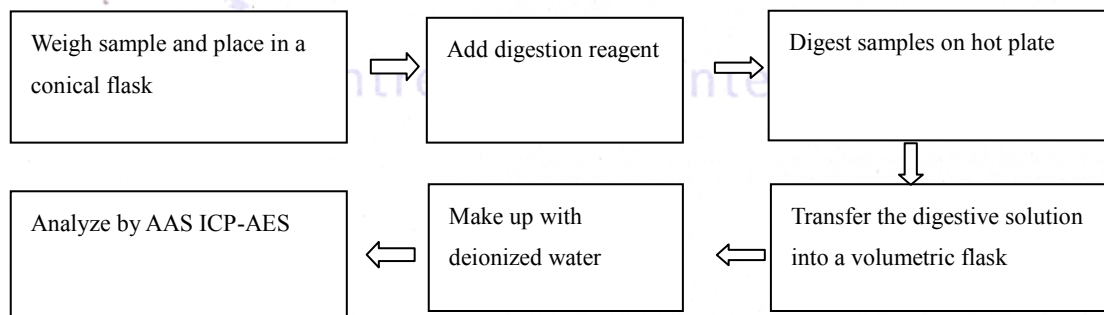 Weigh sample and place in a
conical flask
Add digestion reagent
Digest samples on hot plate
Transfer the digestive solution
into a volumetric flask
Make up with
deionized water
Analyze by AAS ICP-AES